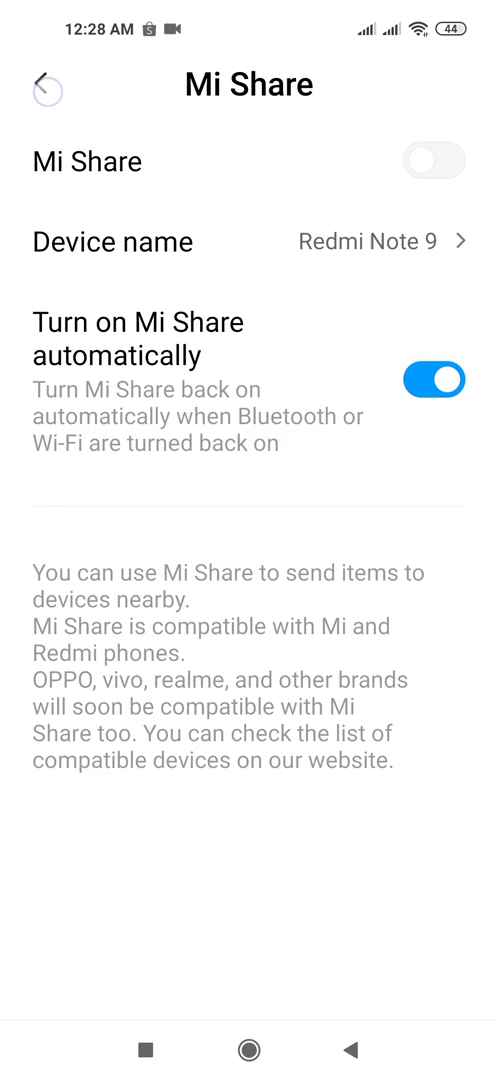 12:28 AM 44
Mi Share
Mi Share
Device name Redmi Note 9
Turn on Mi Share
automatically
Turn Mi Share back on
automatically when Bluetooth or
Wi-Fi are turned back on
You can use Mi Share to send items to
devices nearby.
Mi Share is compatible with Mi and
Redmi phones.
OPPO, vivo, realme, and other brands
will soon be compatible with Mi
Share too. You can check the list of
compatible devices on our website.